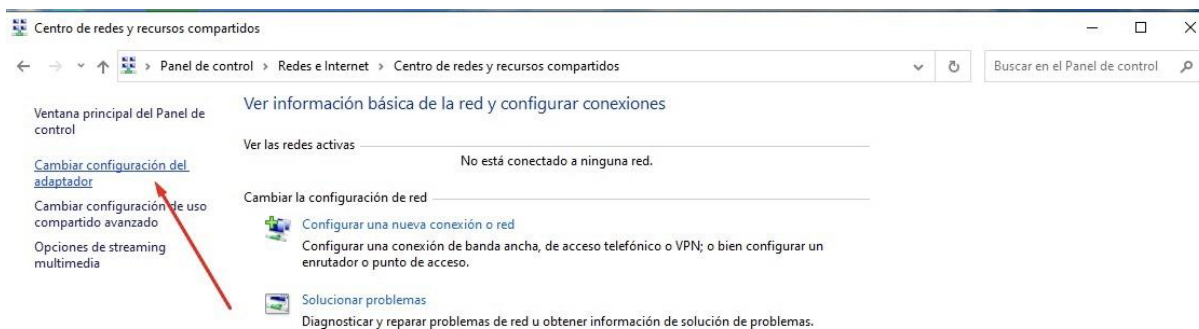 Centro de redes y recursos compartidos
Panel de control > Redes e Internet > Centro de redes y recursos compartidos
Buscar en el Panel de control
Ventana principal del Panel de
control
Cambiar configuración del
adaptador
Cambiar configuración de uso
compartido avanzado
Opciones de streaming
multimedia
Ver información básica de la red y configurar conexiones
Ver las redes activas
No está conectado a ninguna red.
Cambiar la configuración de red
Configurar una nueva conexión o red
Configurar una conexión de banda ancha, de acceso telefónico o VPN; o bien configurar un
enrutador o punto de acceso.
Solucionar problemas
Diagnosticar y reparar problemas de red u obtener información de solución de problemas.